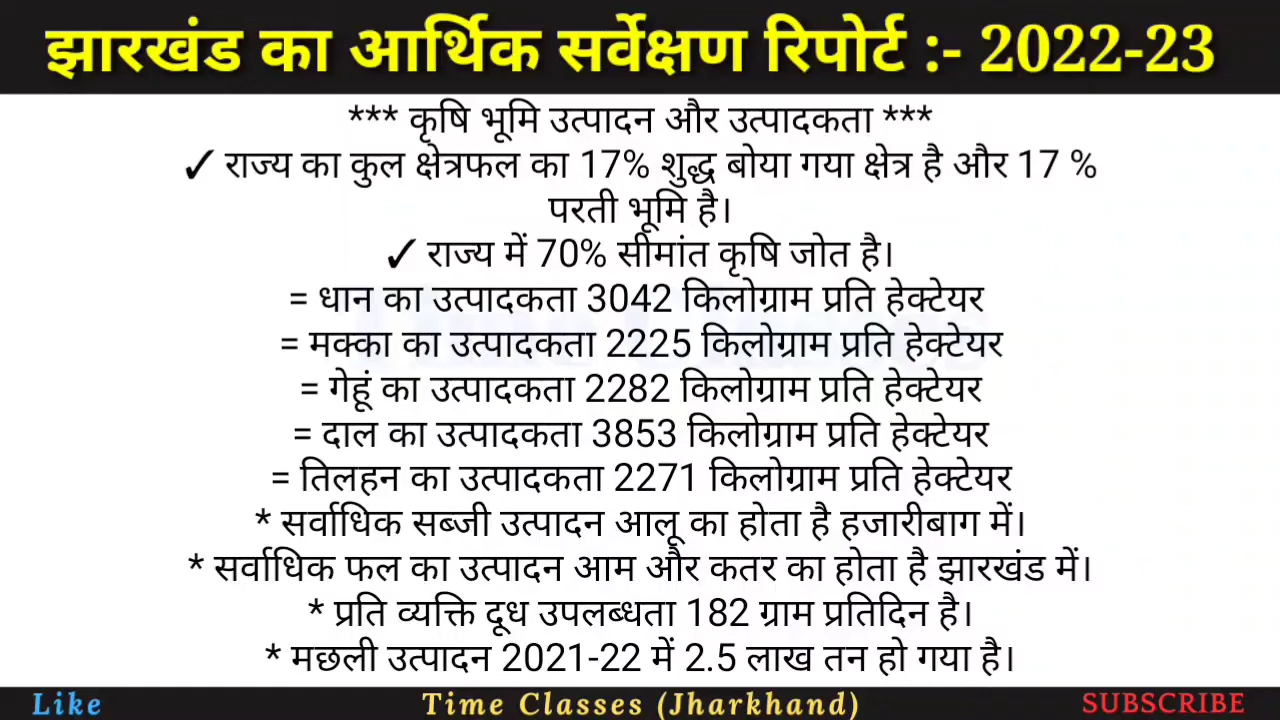 झारखंड का आर्थिक सर्वेक्षण रिपोर्ट :- 2022-23
*** कृषि भूमि उत्पादन और उत्पादकता ***
✓ राज्य का कुल क्षेत्रफल का 17% शुद्ध बोया गया क्षेत्र है और 17 %
परती भूमि है।
✓ राज्य में 70% सीमांत कृषि जोत है।
= धान का उत्पादकता 3042 किलोग्राम प्रति हेक्टेयर
= मक्का का उत्पादकता 2225 किलोग्राम प्रति हेक्टेयर
= गेहूं का उत्पादकता 2282 किलोग्राम प्रति हेक्टेयर
= दाल का उत्पादकता 3853 किलोग्राम प्रति हेक्टेयर
= तिलहन का उत्पादकता 2271 किलोग्राम प्रति हेक्टेयर
* सर्वाधिक सब्जी उत्पादन आलू का होता है हजारीबाग में।
* सर्वाधिक फल का उत्पादन आम और कतर का होता है झारखंड में।
* प्रति व्यक्ति दूध उपलब्धता 182 ग्राम प्रतिदिन है।
* मछली उत्पादन 2021-22 में 2.5 लाख तन हो गया है।
Like Time Classes (Jharkhand) SUBSCRIBE